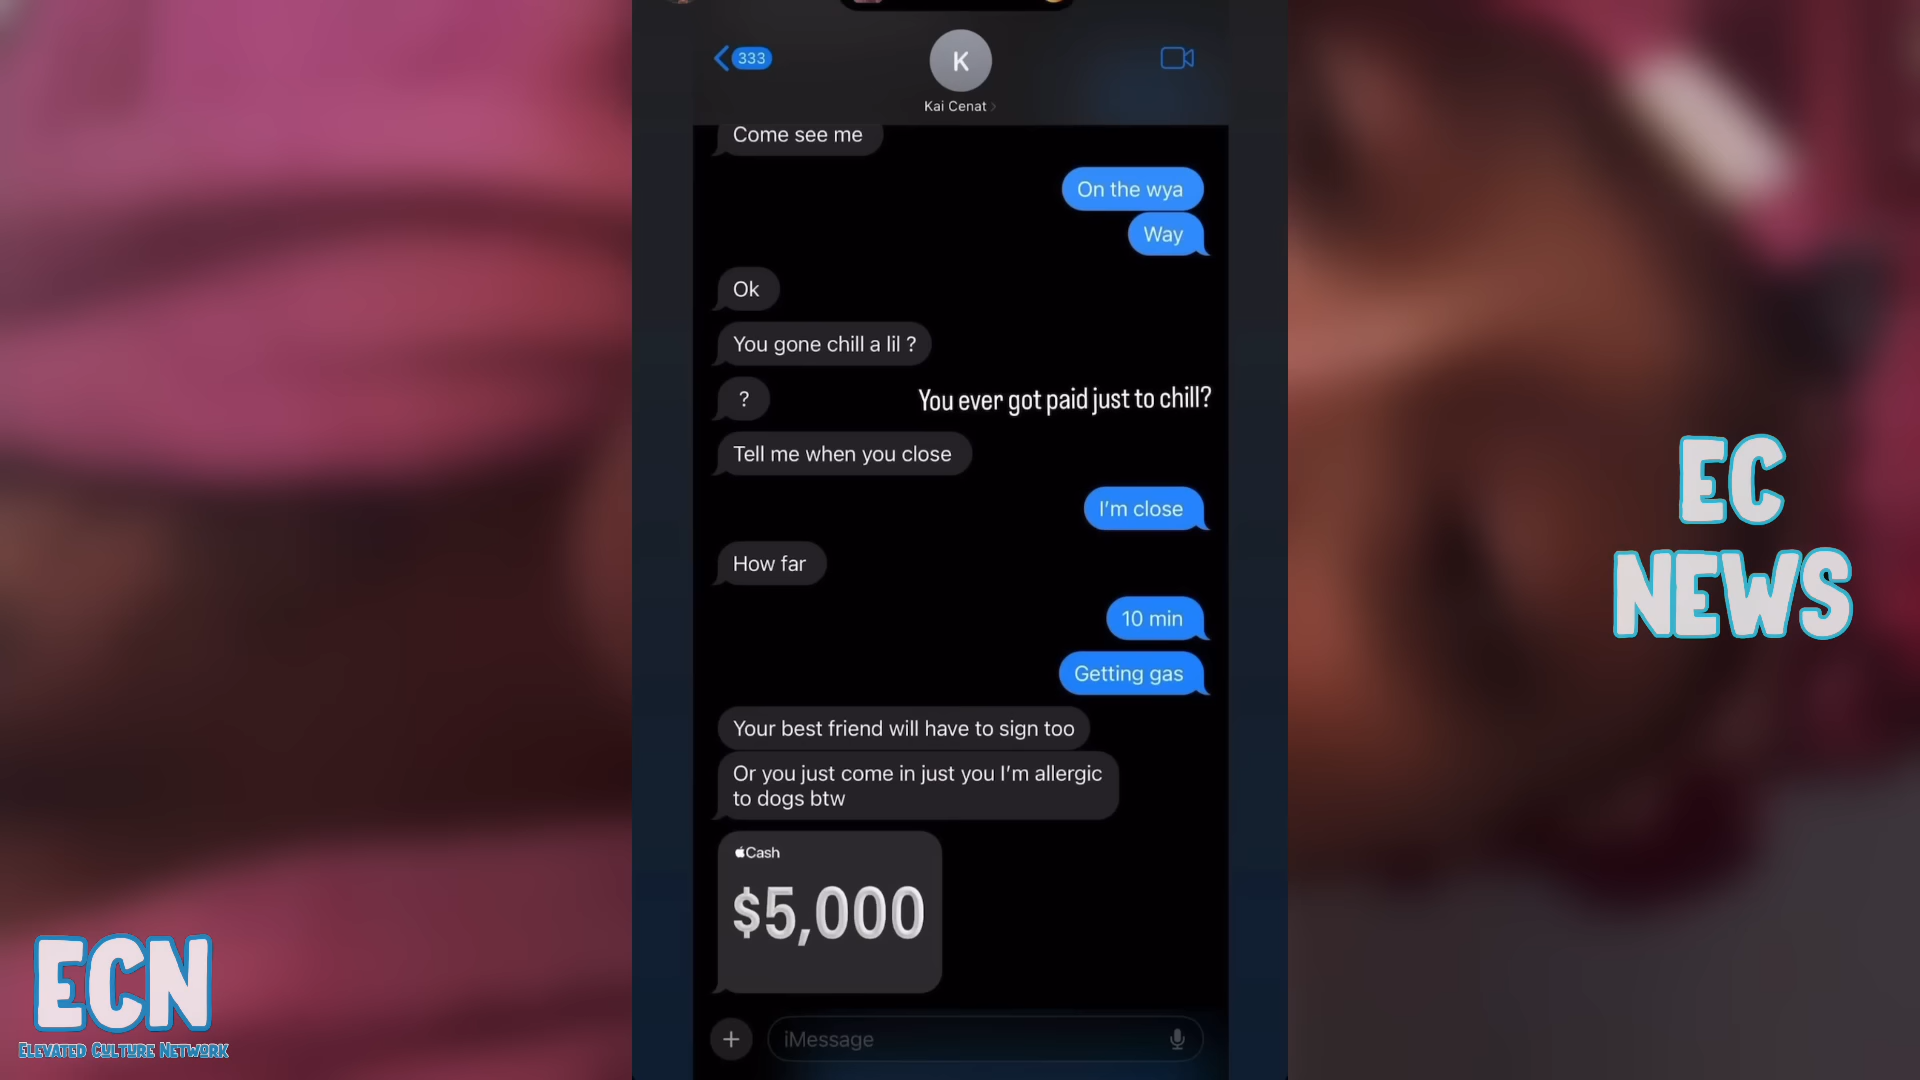 333
K
Kai Cenat
Come see me
On the wya
Way
Ok
You gone chill a lil ?
?
You ever got paid just to chill?
Tell me when you close
I'm close
How far
10 min
Getting gas
Your best friend will have to sign too
Or you just come in just you I'm allergic
to dogs btw
Cash
$5,000
iMessage
EC
NEWS
ECN
ELEVATED CULTURE NETWORK